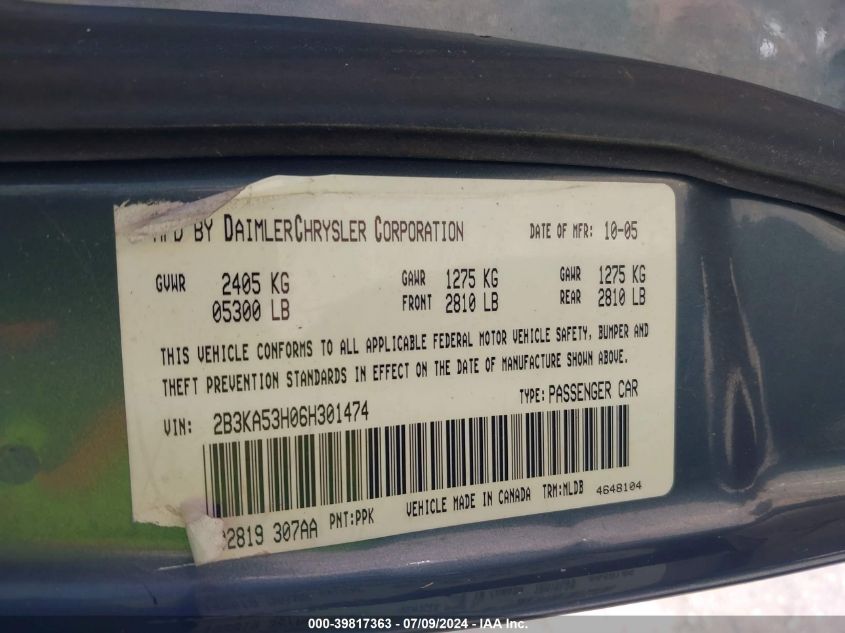 MFD BY DAIMLERCHRYSLER CORPORATION DATE OF MFR: 10-05
GVWR 2405 KG GAWR 1275 KG GAWR 1275 KG
05300 LB FRONT 2810 LB REAR 2810 LB
THIS VEHICLE CONFORMS TO ALL APPLICABLE FEDERAL MOTOR VEHICLE SAFETY, BUMPER AND
THEFT PREVENTION STANDARDS IN EFFECT ON THE DATE OF MANUFACTURE SHOWN ABOVE.
VIN: 2B3KA53H06H301474 TYPE: PASSENGER CAR
2819 307AA PNT:PPK VEHICLE MADE IN CANADA TRM:MLDB 4648104
000-39817363 - 07/09/2024 - IAA Inc.